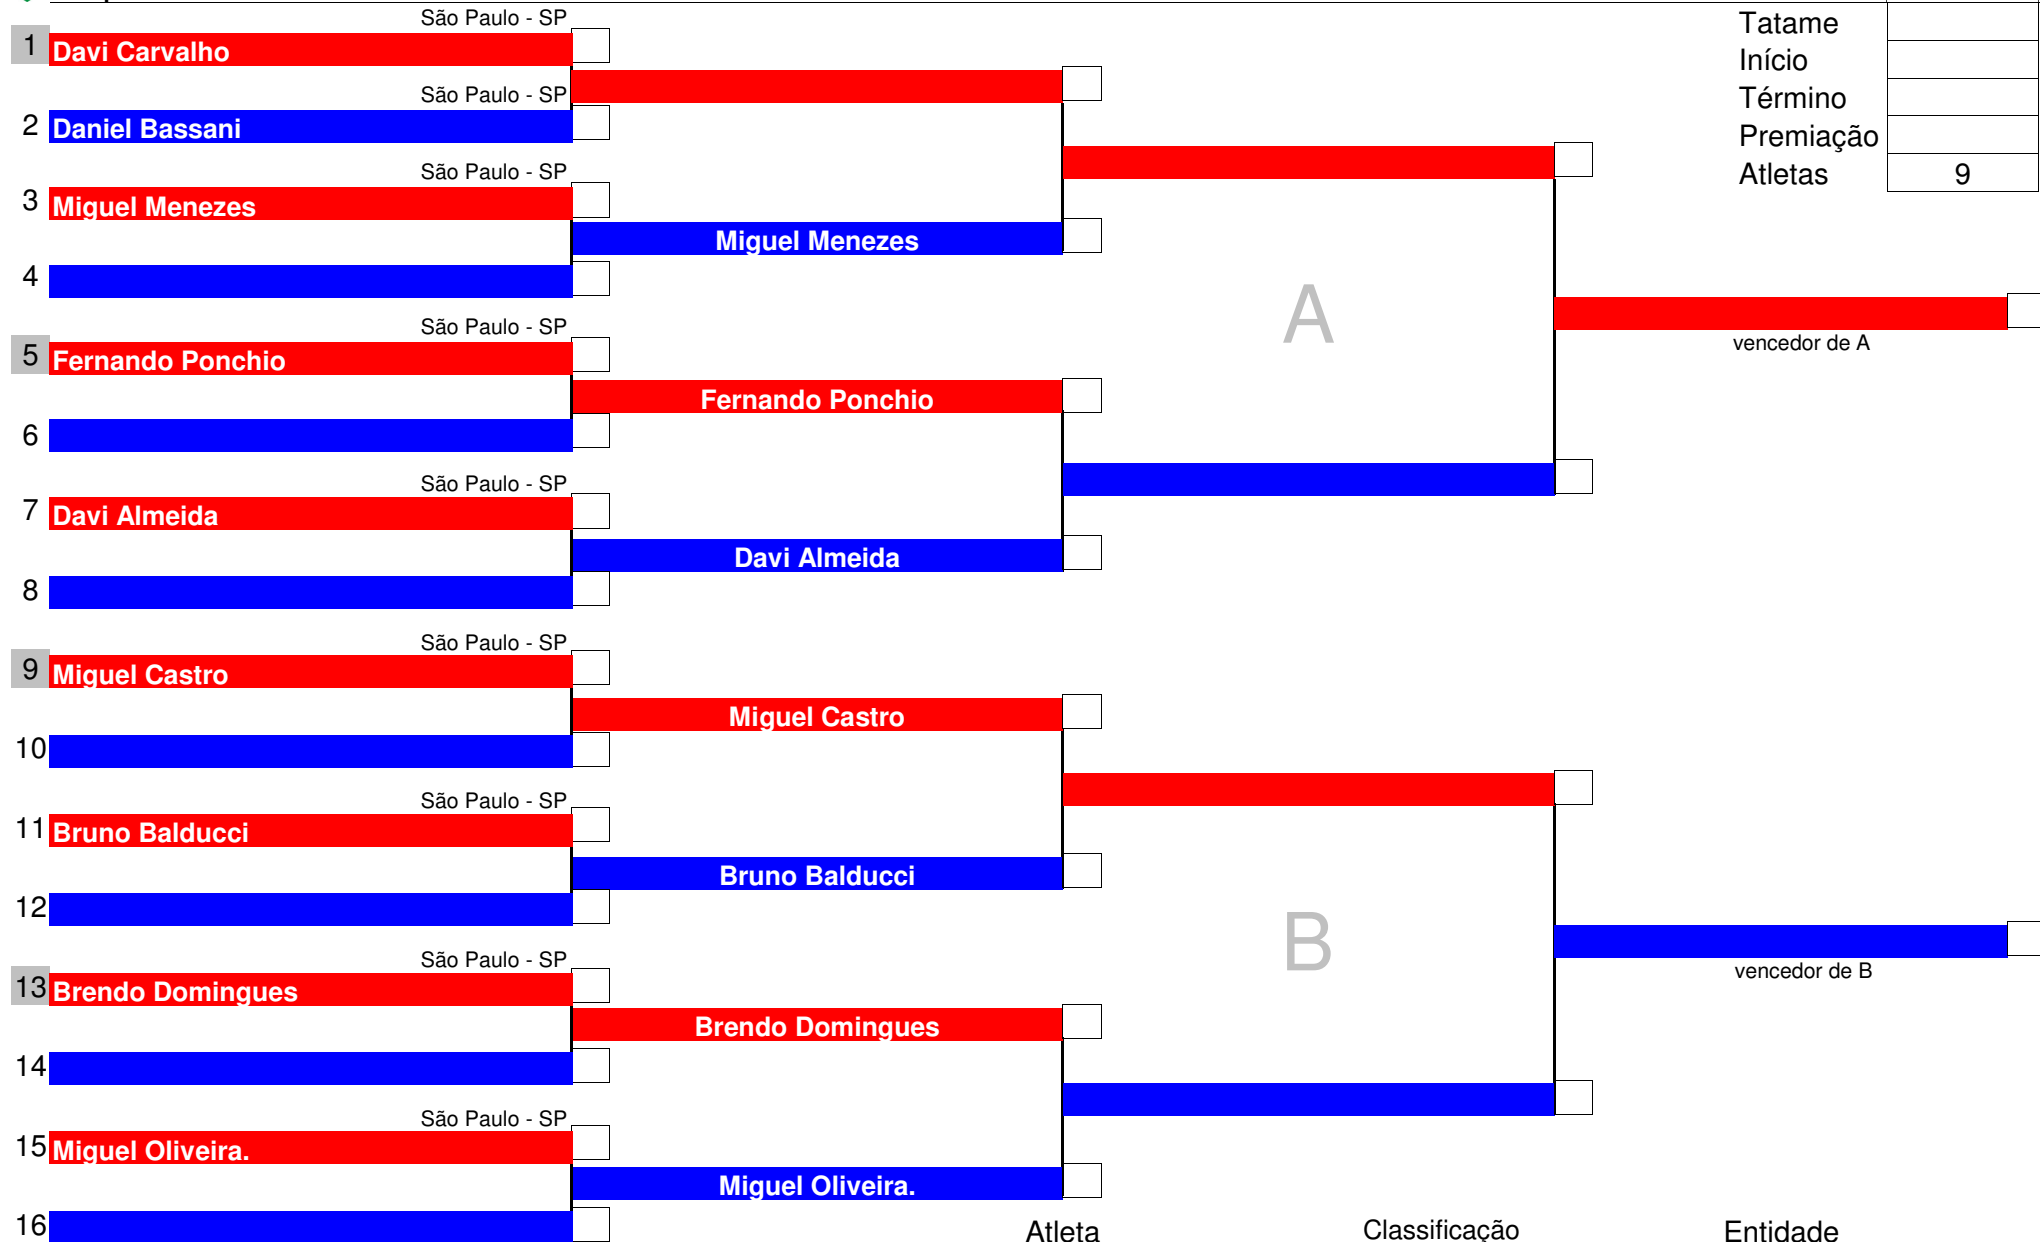 São Paulo - SP
1 Davi Carvalho
São Paulo - SP
2 Daniel Bassani
São Paulo - SP
3 Miguel Menezes
Miguel Menezes
4
São Paulo - SP
5 Fernando Ponchio
Fernando Ponchio
6
São Paulo - SP
7 Davi Almeida
Davi Almeida
8
São Paulo - SP
9 Miguel Castro
Miguel Castro
10
São Paulo - SP
11 Bruno Balducci
Bruno Balducci
12
São Paulo - SP
13 Brendo Domingues
Brendo Domingues
14
São Paulo - SP
15 Miguel Oliveira.
Miguel Oliveira.
16
A
vencedor de A
B
vencedor de B
Tatame
Início
Término
Premiação
Atletas 9
Atleta Classificação Entidade